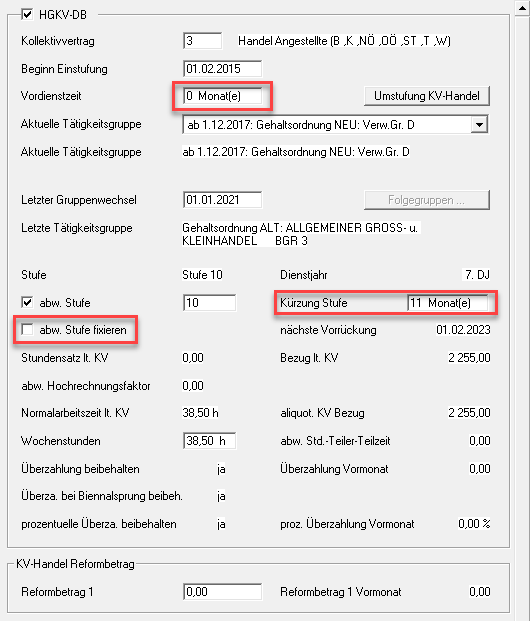 HGKV-DB
Kollektivvertrag 3 Handel Angestellte (B ,K ,NÖ ,OÖ ,ST ,T ,W)
Beginn Einstufung 01.02.2015
Vordienstzeit 0 Monat(e) Umstufung KV-Handel
Aktuelle Tätigkeitsgruppe ab 1.12.2017: Gehaltsordnung NEU: Verw.Gr. D
Aktuelle Tätigkeitsgruppe ab 1.12.2017: Gehaltsordnung NEU: Verw.Gr. D
Letzter Gruppenwechsel 01.01.2021 Folgegruppen ...
Letzte Tätigkeitsgruppe Gehaltsordnung ALT: ALLGEMEINER GROSS- u.
KLEINHANDEL BGR 3
Stufe Stufe 10 Dienstjahr 7. DJ
abw. Stufe 10 Kürzung Stufe 11 Monat(e)
abw. Stufe fixieren nächste Vorrückung 01.02.2023
Stundensatz lt. KV 0,00 Bezug lt. KV 2 255,00
abw. Hochrechnungsfaktor 0,00
Normalarbeitszeit lt. KV 38,50 h aliquot. KV Bezug 2 255,00
Wochenstunden 38,50 h abw. Std.-Teiler-Teilzeit 0,00
Überzahlung beibehalten ja Überzahlung Vormonat 0,00
Überza. bei Biennalsprung beibeh. ja
prozentuelle Überza. beibehalten ja proz. Überzahlung Vormonat 0,00 %
KV-Handel Reformbetrag
Reformbetrag 1 0,00 Reformbetrag 1 Vormonat 0,00